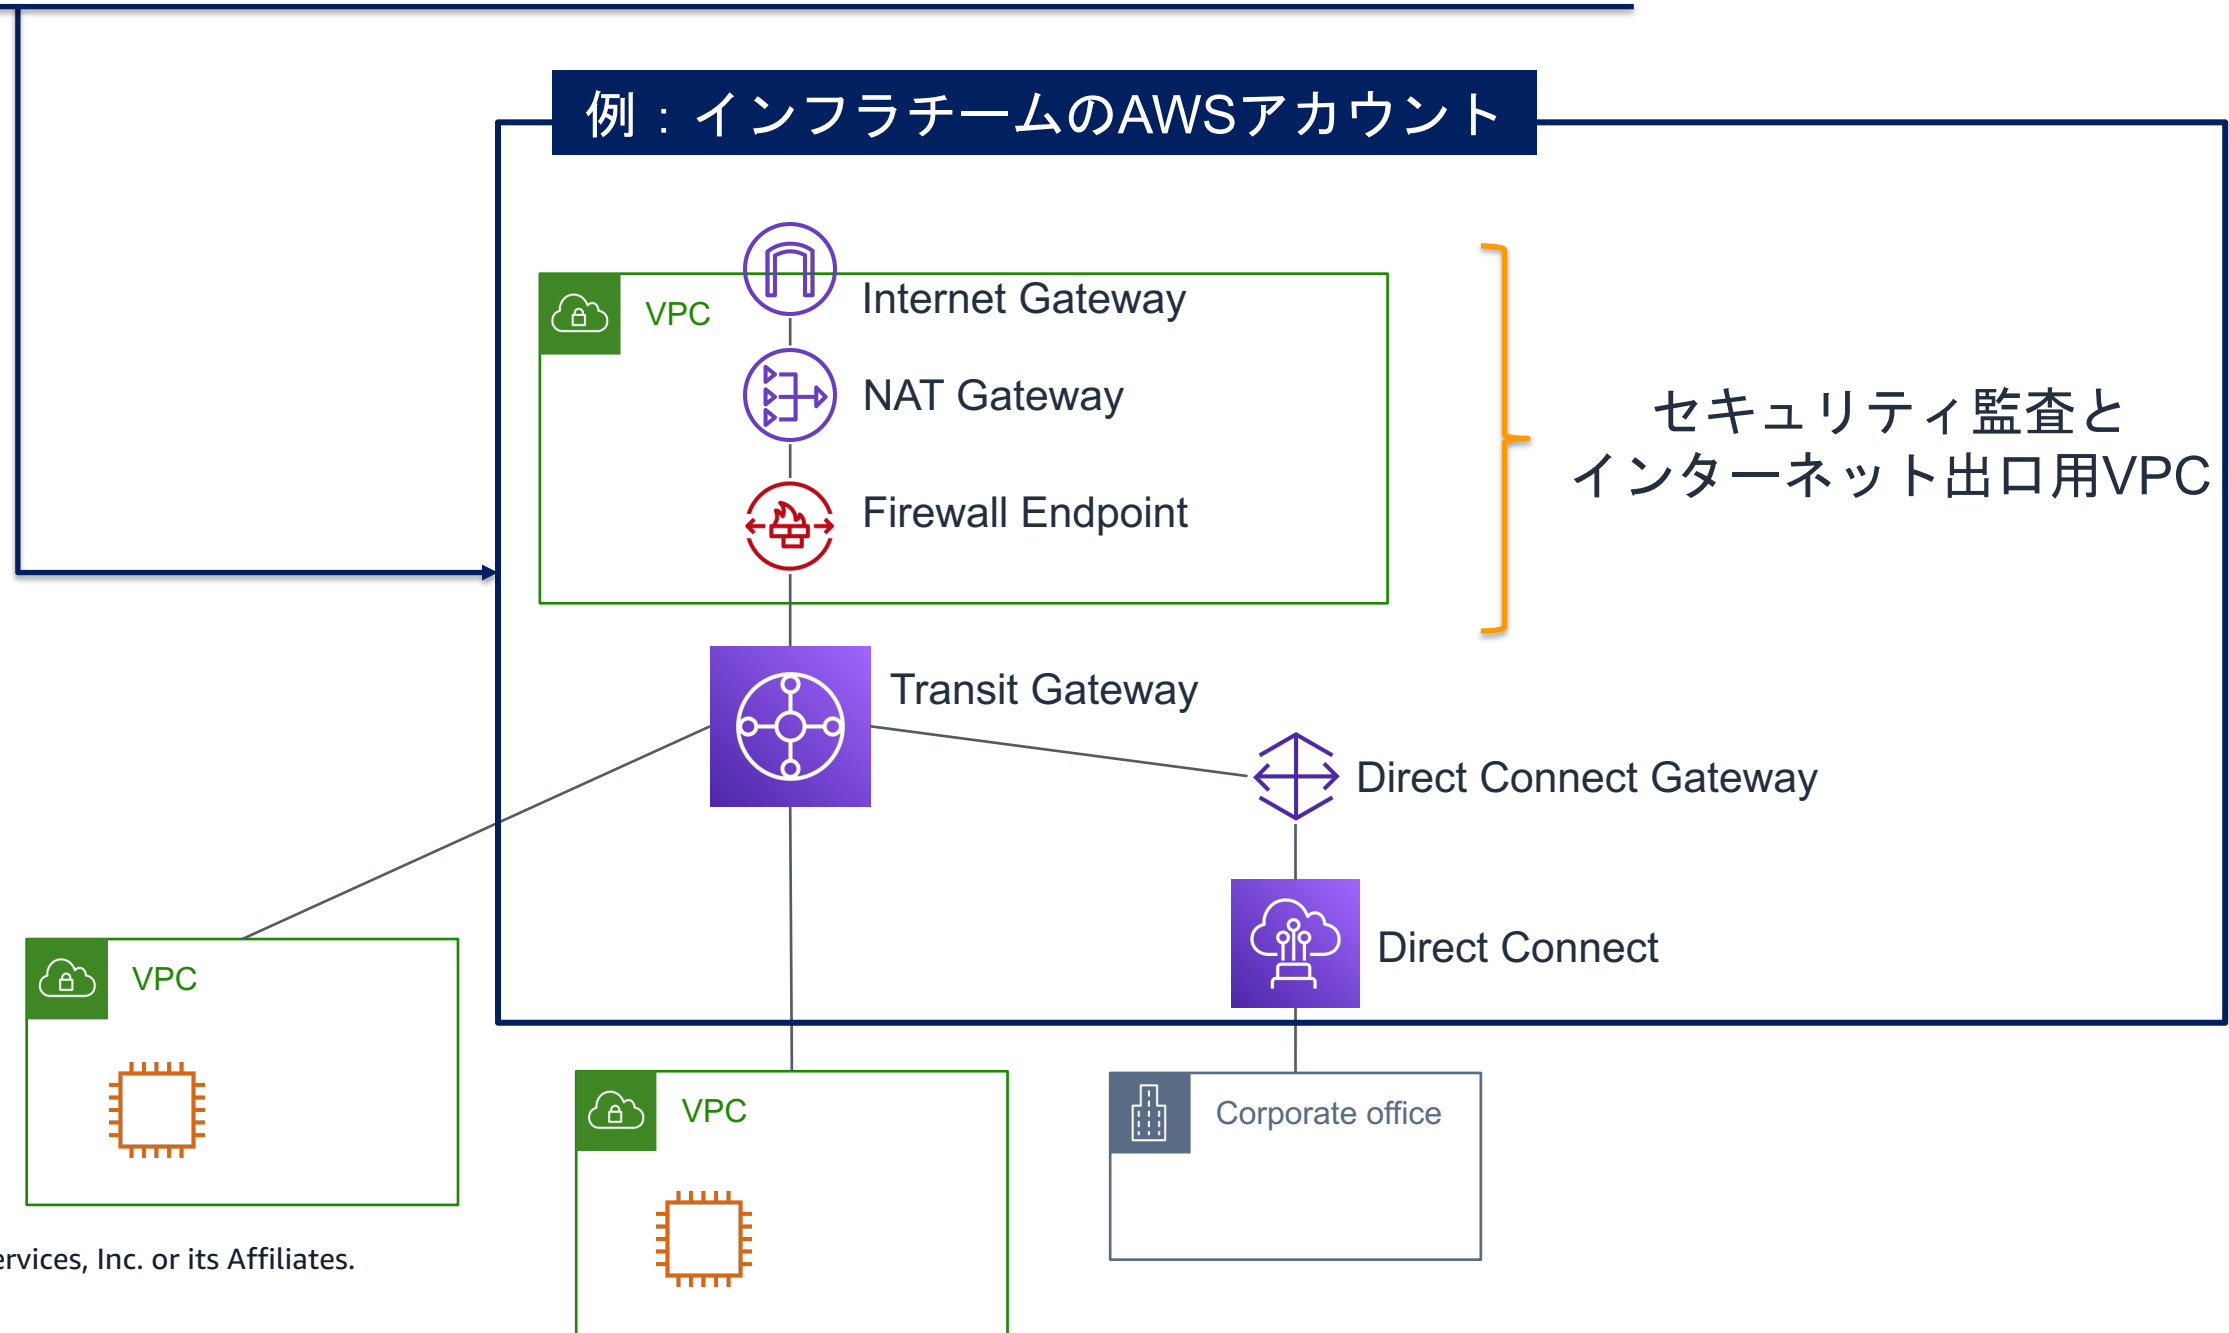 例：インフラチームのAWSアカウント
VPC
Internet Gateway
NAT Gateway
Firewall Endpoint
セキュリティ監査と
インターネット出口用VPC
Transit Gateway
Direct Connect Gateway
Direct Connect
VPC
VPC
Corporate office
ervices, Inc. or its Affiliates.